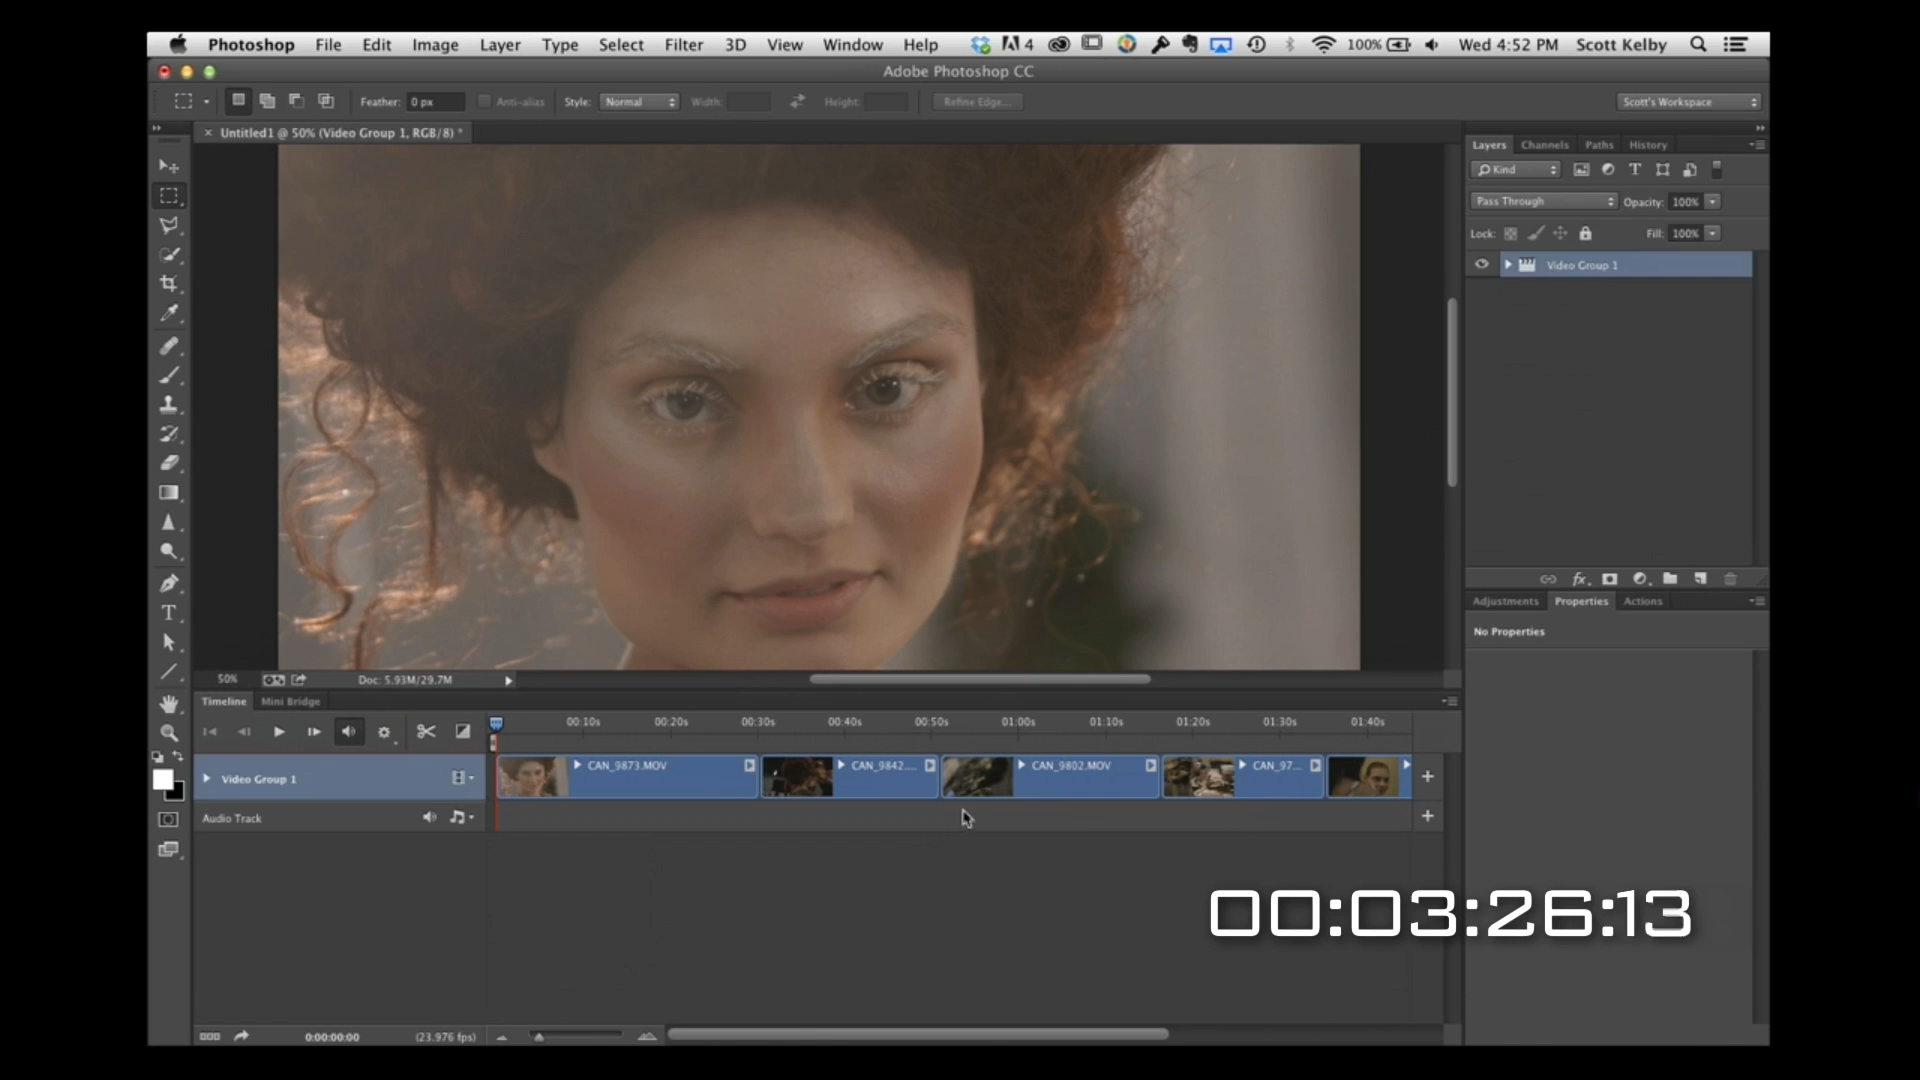 Photoshop File Edit Image Layer Type Select Filter 3D View Window Help 4 100% Wed 4:52 PM Scott Kelby
Adobe Photoshop CC
Feather: 0 px Anti-alias Style: Normal Width: Height: Refine Edge... Scott's Workspace
× Untitled1 @ 50% (Video Group 1, RGB/8) *
Layers Channels Paths History
Kind
Pass Through Opacity: 100%
Lock: Fill: 100%
Video Group 1
fx
Adjustments Properties Actions
No Properties
50% Doc: 5.93M/29.7M
Timeline Mini Bridge
00:10s 00:20s 00:30s 00:40s 00:50s 01:00s 01:10s 01:20s 01:30s 01:40s
Video Group 1 CAN_9873.MOV CAN_9842.... CAN_9802.MOV CAN_97...
Audio Track
00:03:26:13
0:00:00:00 (23.976 fps)